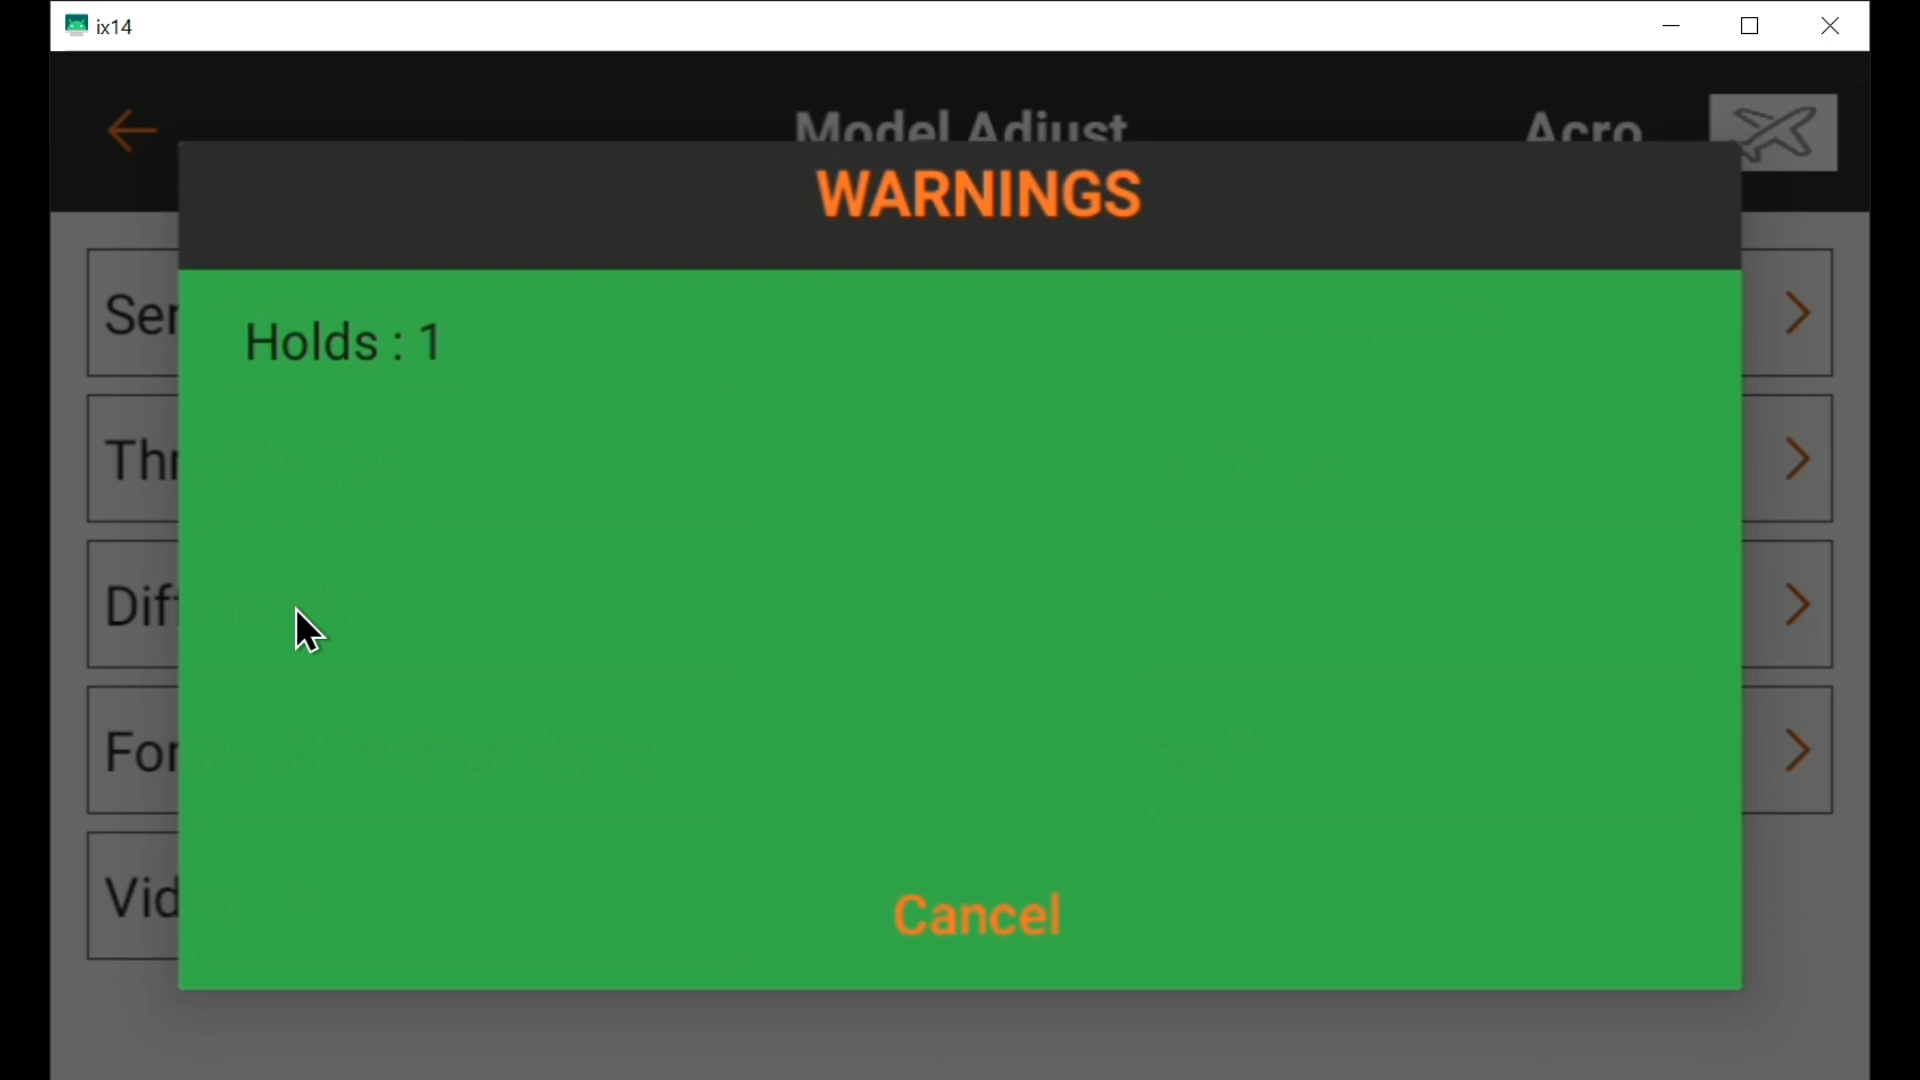 ix14
Model Adjust
Acro
WARNINGS
Holds : 1
Cancel